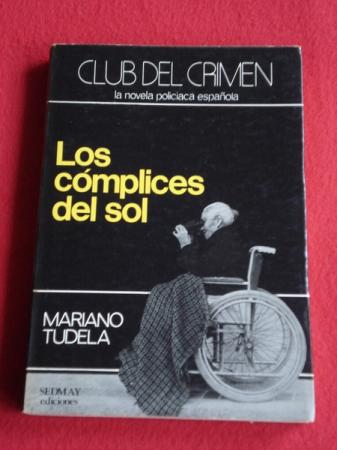 CLUB DEL CRIMEN
la novela policiaca española
Los
cómplices
del sol
MARIANO
TUDELA
SEDMAY
ediciones